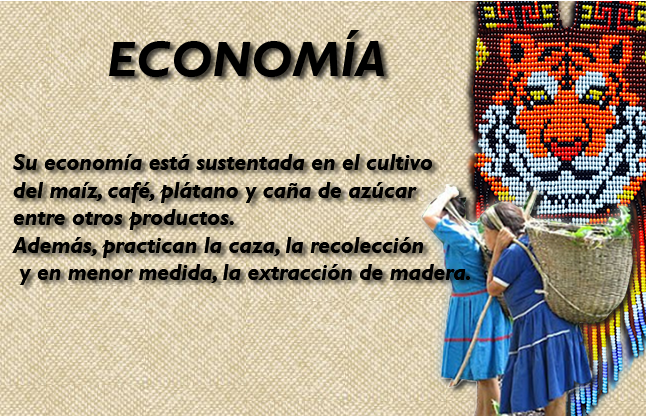 ECONOMÍA
Su economía está sustentada en el cultivo
del maíz, café, plátano y caña de azúcar
entre otros productos.
Además, practican la caza, la recolección
y en menor medida, la extracción de madera.